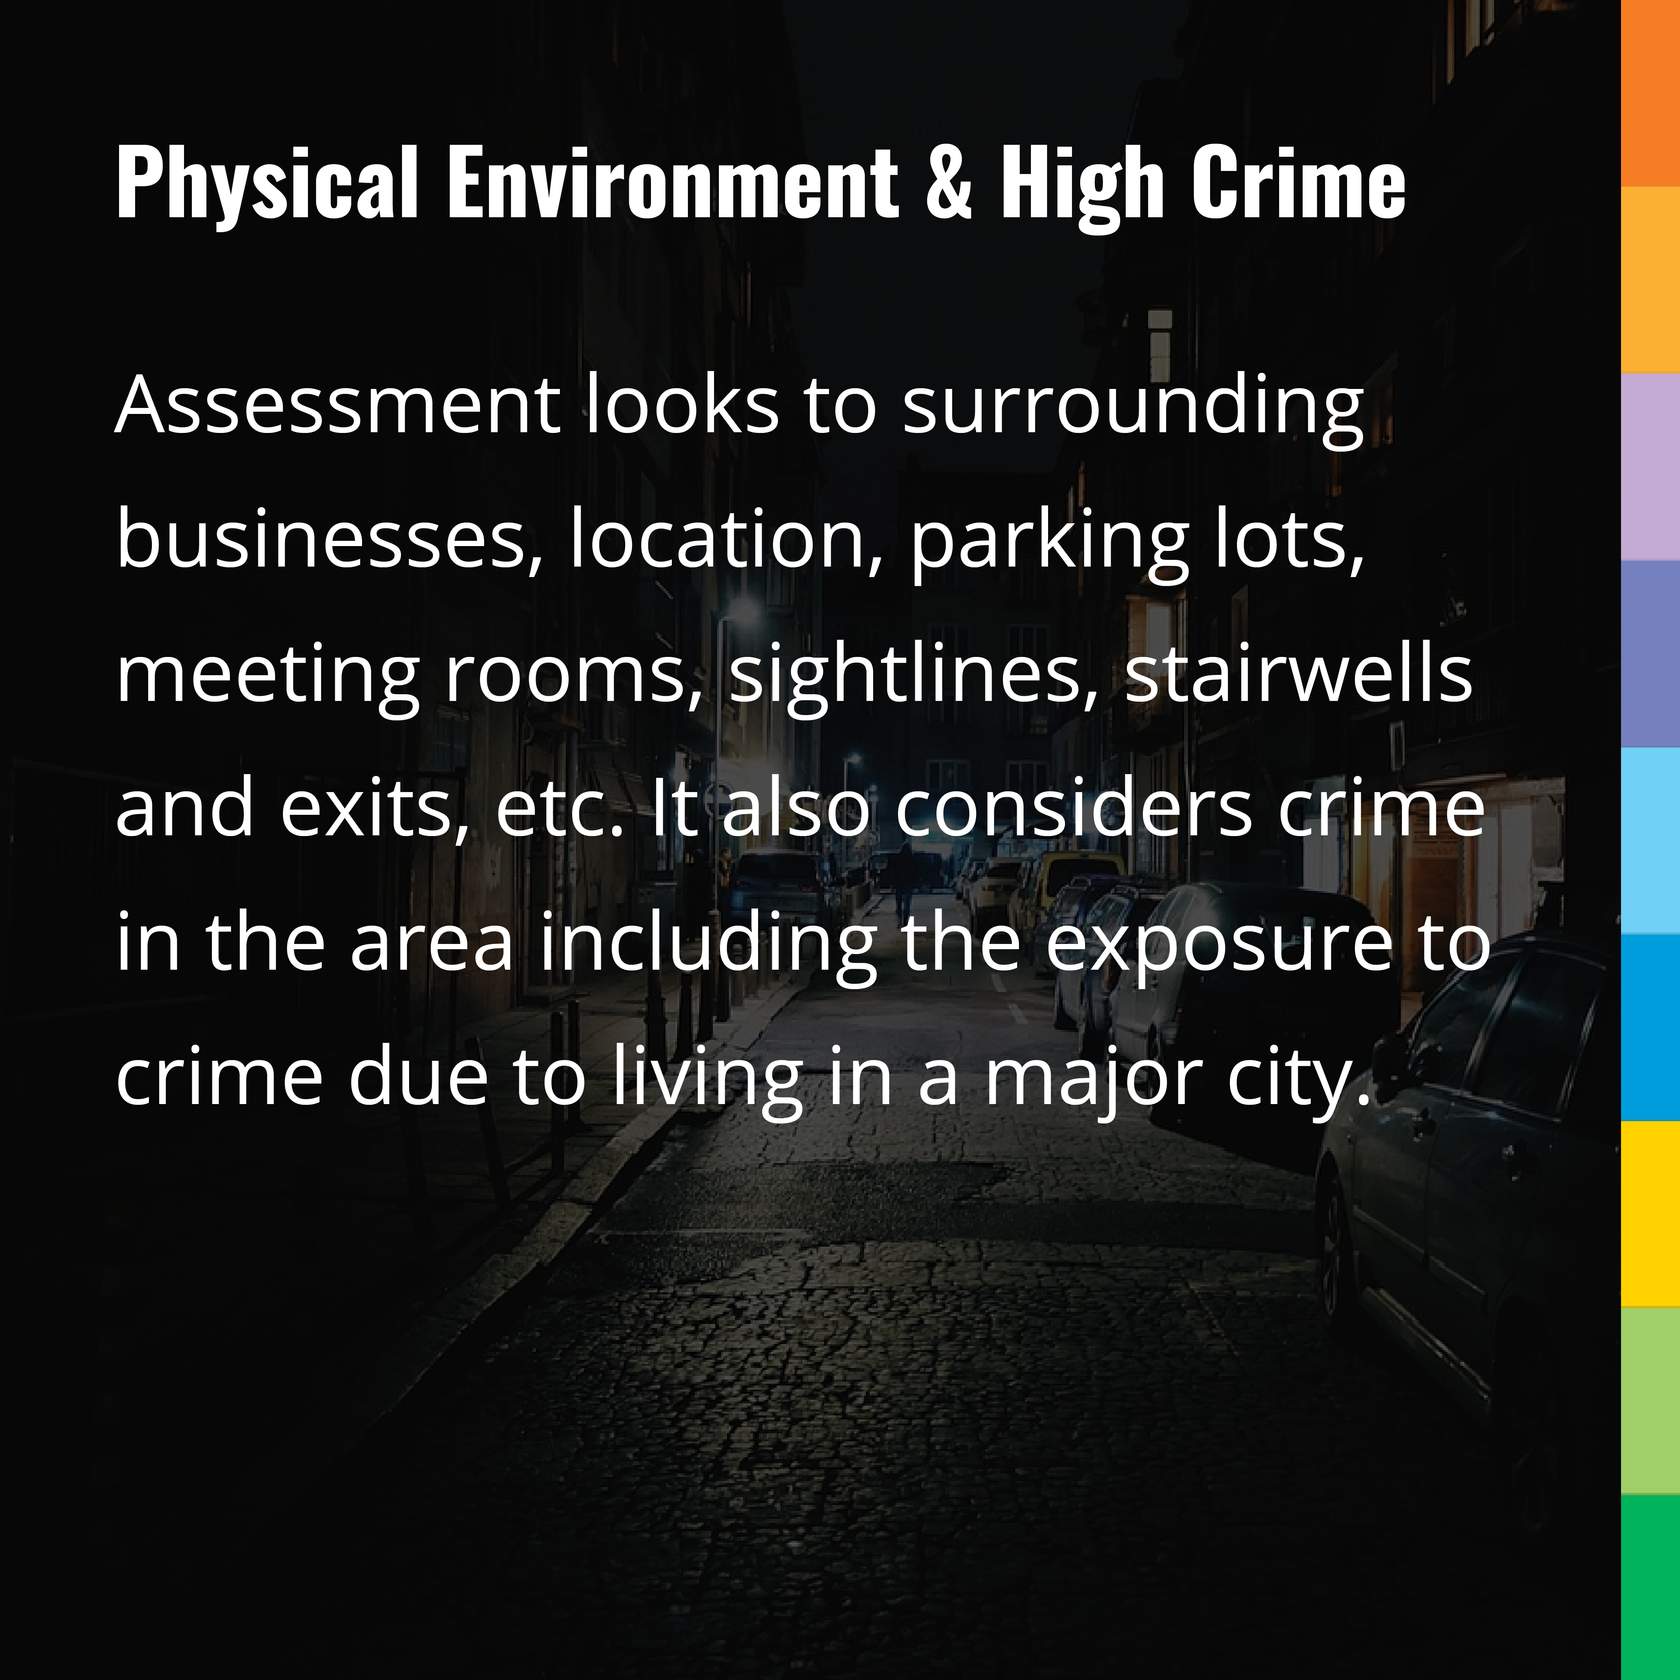 Physical Environment & High Crime
Assessment looks to surrounding
businesses, location, parking lots,
meeting rooms, sightlines, stairwells
and exits, etc. It also considers crime
in the area including the exposure to
crime due to living in a major city.